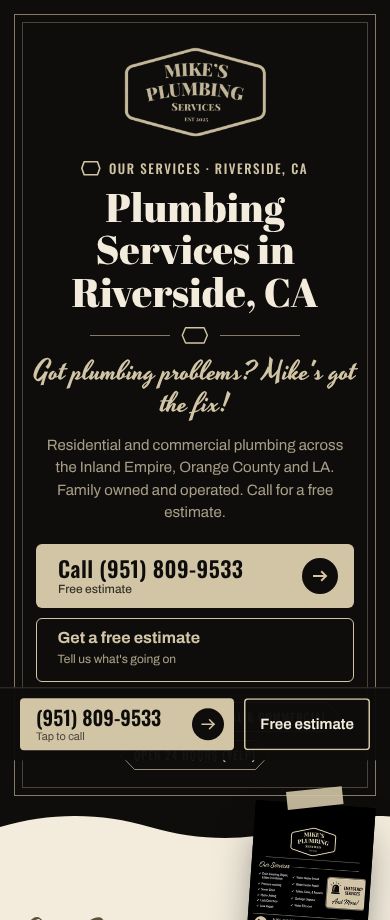 MIKE'S
PLUMBING
SERVICES
EST 2025
OUR SERVICES · RIVERSIDE, CA
Plumbing
Services in
Riverside, CA
Got plumbing problems? Mike's got
the fix!
Residential and commercial plumbing across
the Inland Empire, Orange County and LA.
Family owned and operated. Call for a free
estimate.
Call (951) 809-9533
Free estimate
Get a free estimate
Tell us what's going on
(951) 809-9533
Tap to call
Free estimate
OPEN 24 HOURS
MIKE'S
PLUMBING
Our Services
EMERGENCY
SERVICES
And More!